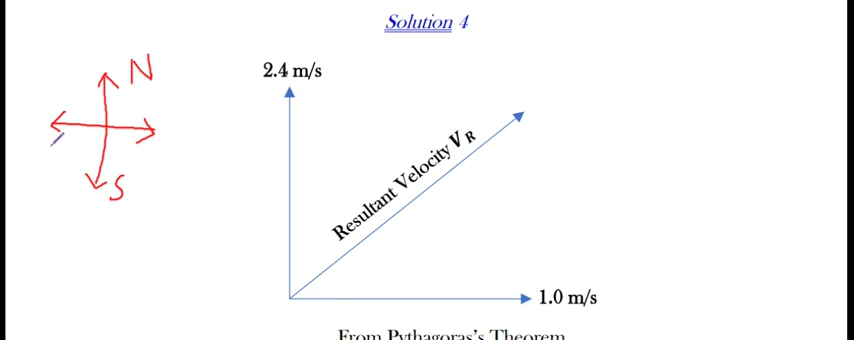 Solution 4
N
2.4 m/s
Resultant Velocity V R
S
1.0 m/s
From Pythagoras's Theorem